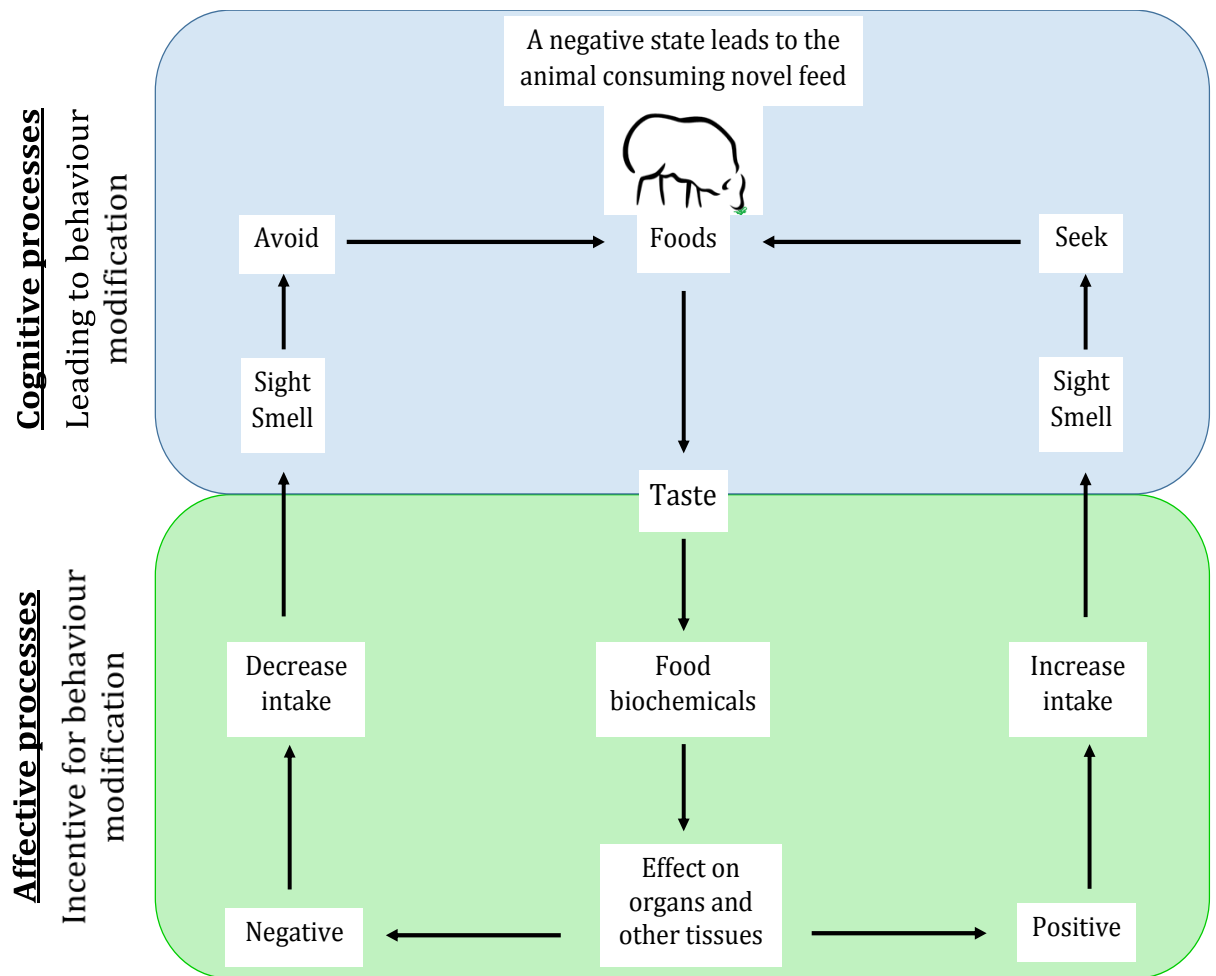 Cognitive processes
Leading to behaviour
modification
A negative state leads to the
animal consuming novel feed
Avoid
Foods
Seek
Sight
Smell
Sight
Smell
Taste
Affective processes
Incentive for behaviour
modification
Decrease
intake
Food
biochemicals
Increase
intake
Negative
Effect on
organs and
other tissues
Positive